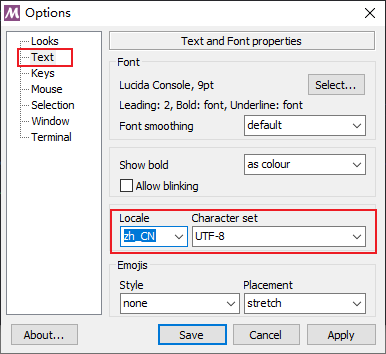 Options
Looks
Text
Keys
Mouse
Selection
Window
Terminal
Text and Font properties
Font
Lucida Console, 9pt
Select...
Leading: 2, Bold: font, Underline: font
Font smoothing
default
Show bold
as colour
Allow blinking
Locale
Character set
zh_CN
UTF-8
Emojis
Style
Placement
none
stretch
About...
Save
Cancel
Apply